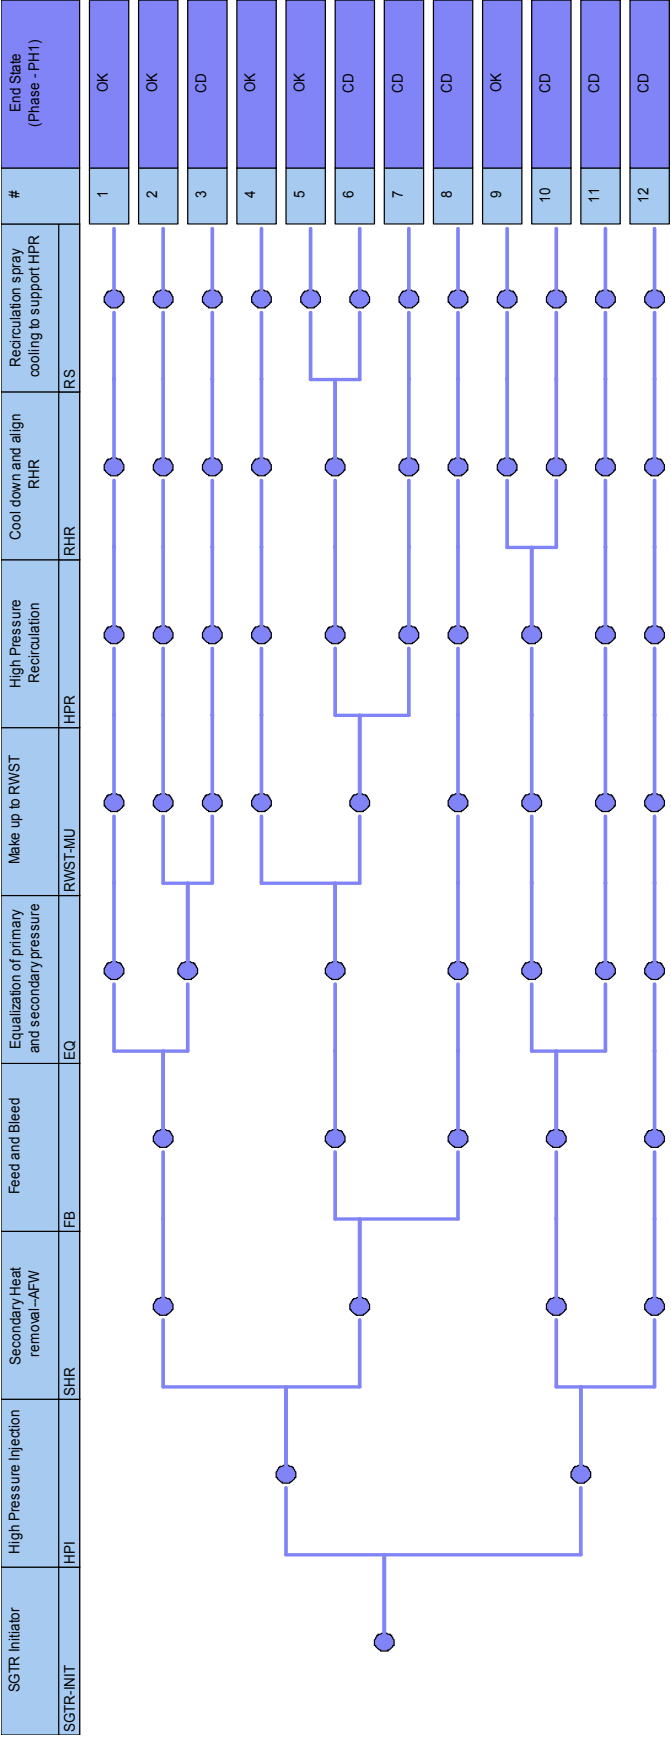 SGTR Initiator
High Pressure Injection
Secondary Heat
removal--AFW
Feed and Bleed
Equalization of primary
and secondary pressure
Make up to RWST
High Pressure
Recirculation
Cool down and align
RHR
Recirculation spray
cooling to support HPR
#
End State
(Phase - PH1)
SGTR-INIT
HPI
SHR
FB
EQ
RWST-MU
HPR
RHR
RS
1 OK
2 OK
3 CD
4 OK
5 OK
6 CD
7 CD
8 CD
9 OK
10 CD
11 CD
12 CD